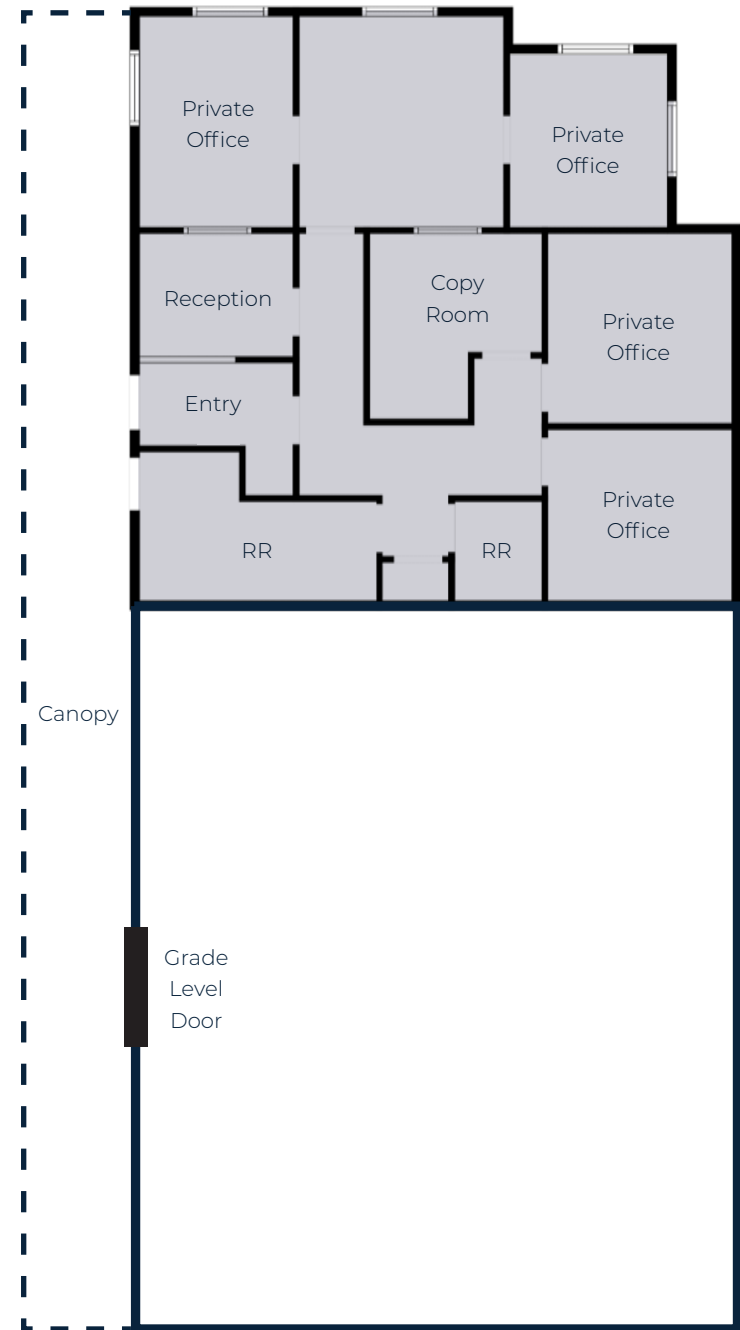 Private
Office
Private
Office
Reception
Copy
Room
Private
Office
Entry
Private
Office
RR
RR
Canopy
Grade
Level
Door